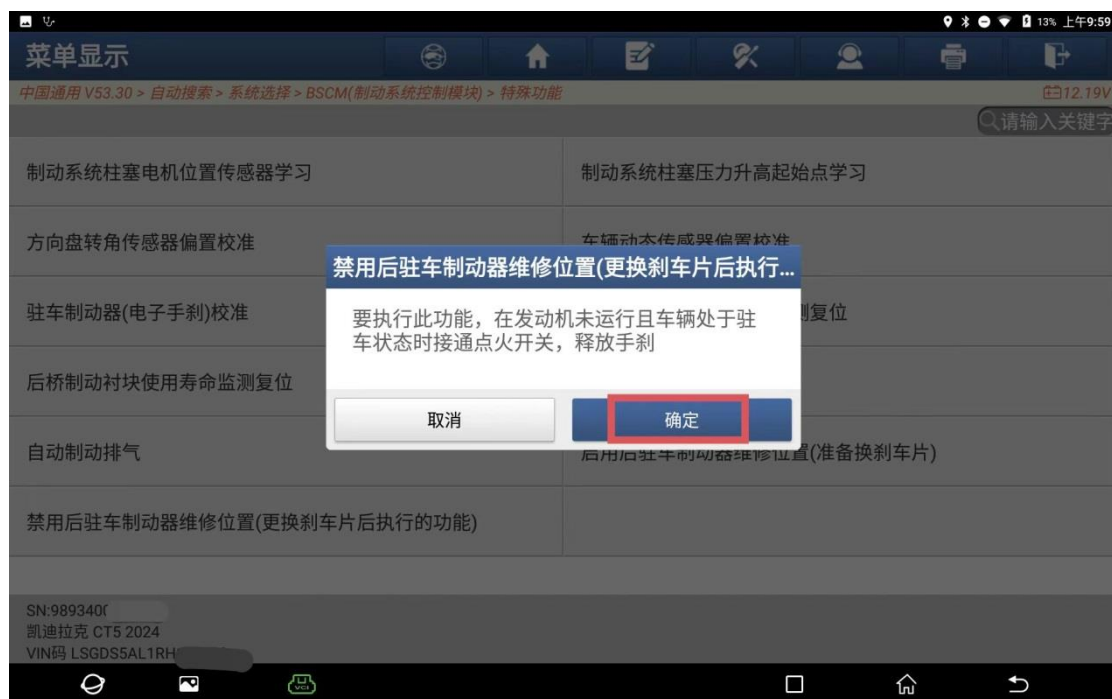 13% 上午9:59
菜单显示
中国通用 V53.30 > 自动搜索 > 系统选择 > BSCM(制动系统控制模块) > 特殊功能
12.19V
请输入关键字
制动系统柱塞电机位置传感器学习
制动系统柱塞压力升高起始点学习
方向盘转角传感器偏置校准
车辆动态传感器偏置校准
禁用后驻车制动器维修位置(更换刹车片后执行...
驻车制动器(电子手刹)校准
要执行此功能，在发动机未运行且车辆处于驻
车状态时接通点火开关，释放手刹
测复位
后桥制动衬块使用寿命监测复位
取消
确定
自动制动排气
启用后驻车制动器维修位置(准备换刹车片)
禁用后驻车制动器维修位置(更换刹车片后执行的功能)
SN:9893400
凯迪拉克 CT5 2024
VIN码 LSGDS5AL1RH
VCI